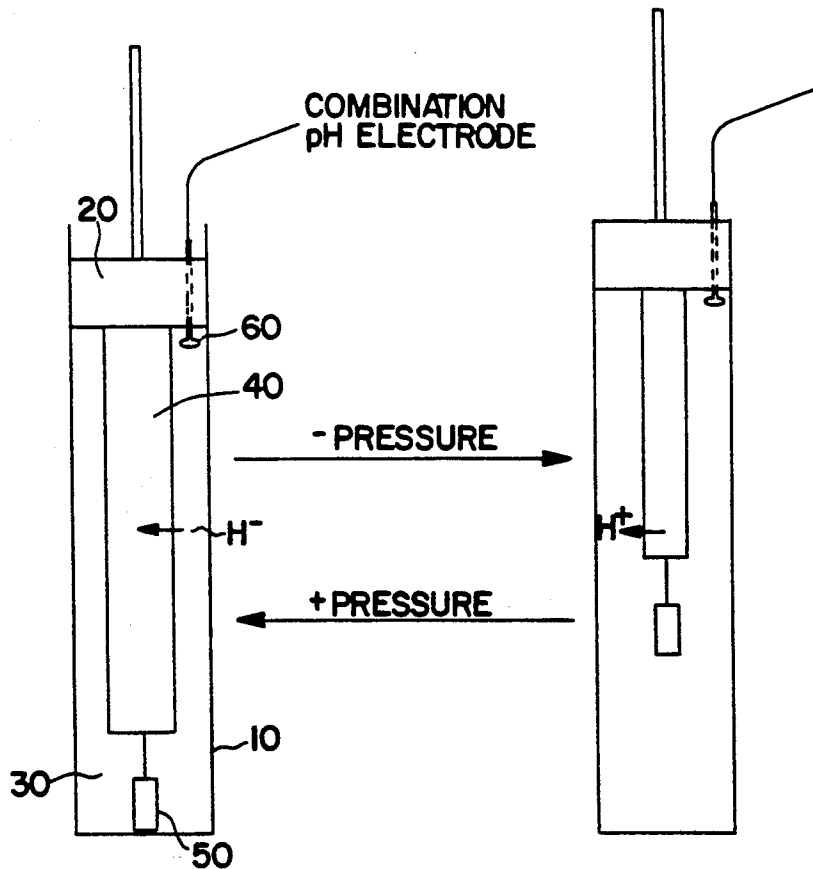 COMBINATION
pH ELECTRODE
20
60
40
- PRESSURE
H⁻
H⁺
+ PRESSURE
10
30
50